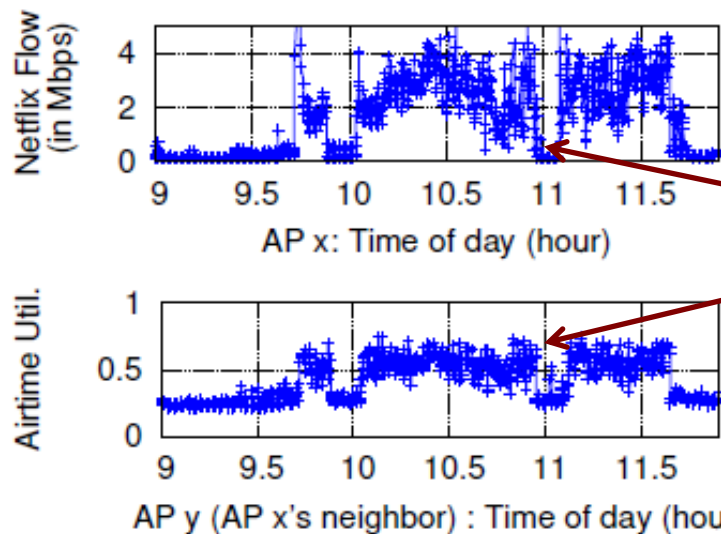 Netflix Flow
(in Mbps)
4
2
0
9 9.5 10 10.5 11 11.5
AP x: Time of day (hour)
Airtime Util.
1
0.5
0
9 9.5 10 10.5 11 11.5
AP y (AP x's neighbor) : Time of day (hou